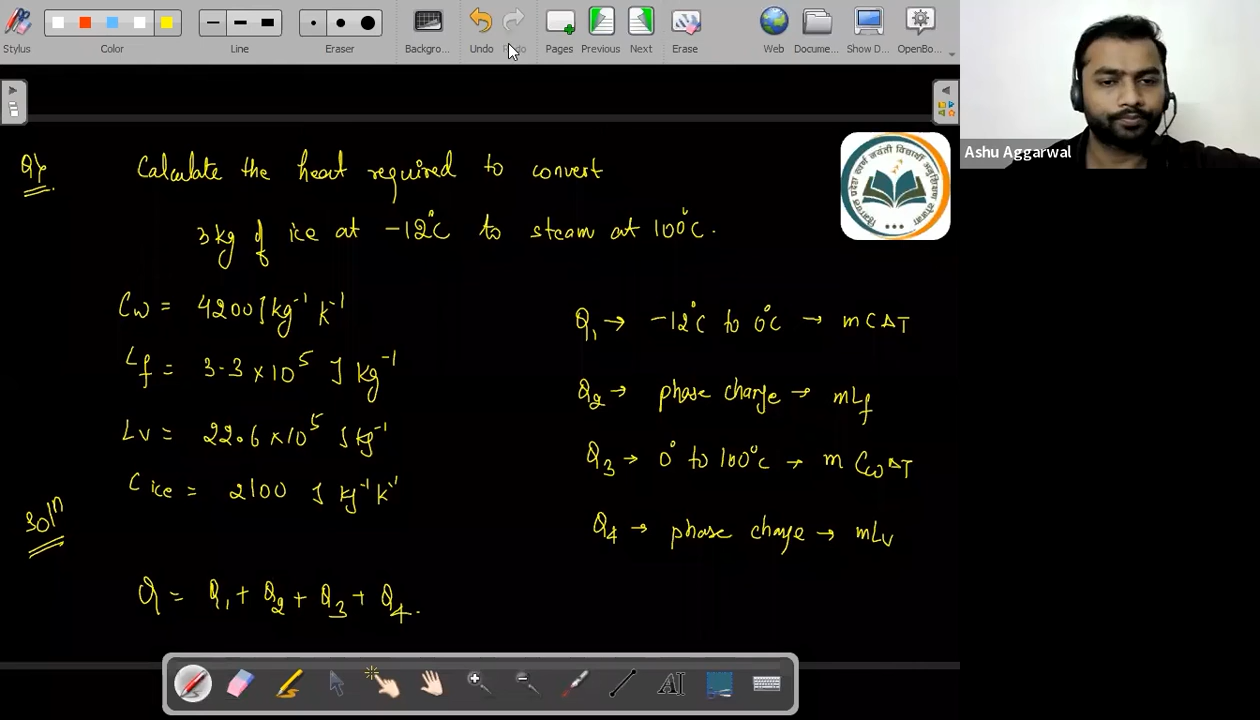 Stylus
Color
Line
Eraser
Backgro...
Undo
Redo
Pages
Previous
Next
Erase
Web
Docume...
Show D...
OpenBo...
Ashu Aggarwal
Calculate the heat required to convert
3kg of ice at -12°C to steam at 100°C.
Cw = 4200 J kg⁻¹ K⁻¹
Lf = 3.3 × 10⁵ J kg⁻¹
Lv = 22.6 × 10⁵ J kg⁻¹
C ice = 2100 J kg⁻¹ K⁻¹
Soln
Q = Q₁ + Q₂ + Q₃ + Q₄.
Q₁ → -12°C to 0°C → m C ΔT
Q₂ → phase change → mLf
Q₃ → 0° to 100°C → m Cw ΔT
Q₄ → phase change → mLv